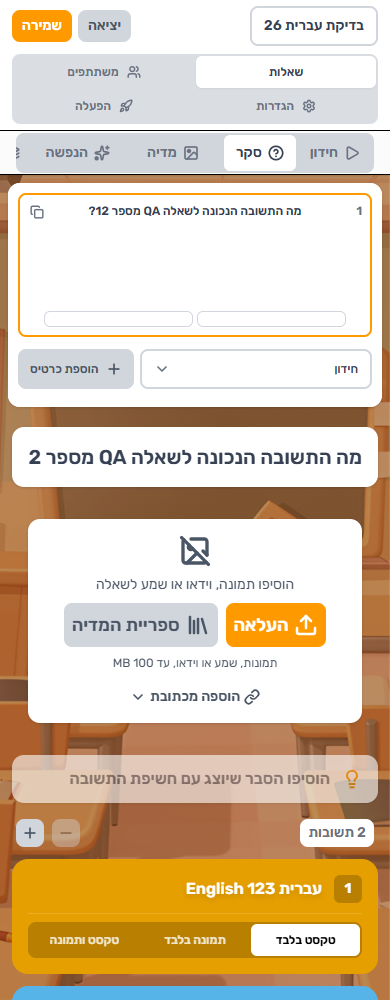 בדיקת עברית 26
יציאה
שמירה
שאלות
משתתפים
הגדרות
הפעלה
חידון
סקר
מדיה
הנפשה
1
מה התשובה הנכונה לשאלה QA מספר 12?
חידון
הוספת כרטיס
מה התשובה הנכונה לשאלה QA מספר 2
הוסיפו תמונה, וידאו או שמע לשאלה
העלאה
ספריית המדיה
תמונות, שמע או וידאו, עד 100 MB
הוספה מכתובת
הוסיפו הסבר שיוצג עם חשיפת התשובה
2 תשובות
1
עברית English 123
טקסט בלבד
תמונה בלבד
טקסט ותמונה